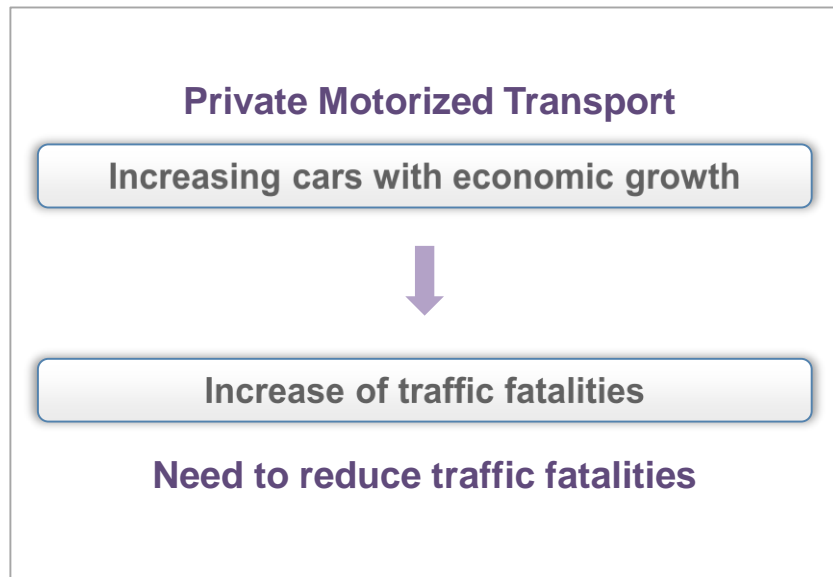 Private Motorized Transport
Increasing cars with economic growth
Increase of traffic fatalities
Need to reduce traffic fatalities